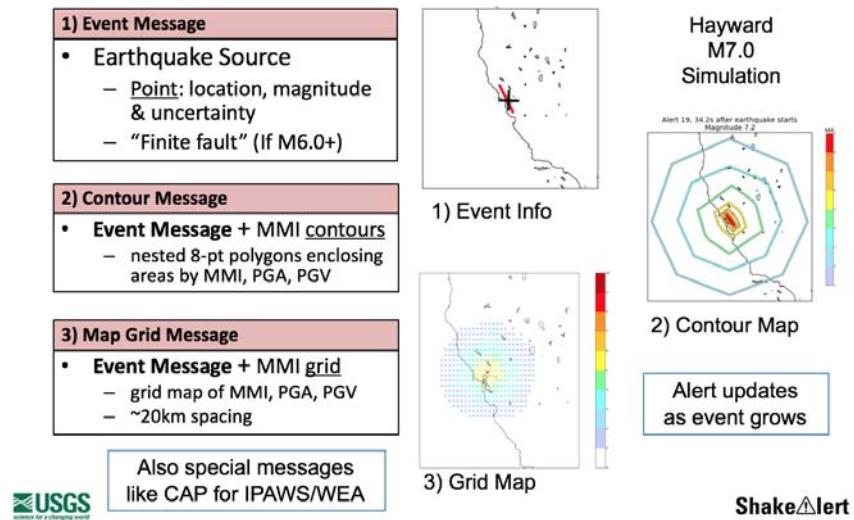 1) Event Message
• Earthquake Source
– Point: location, magnitude
& uncertainty
– “Finite fault” (If M6.0+)
2) Contour Message
• Event Message + MMI contours
– nested 8-pt polygons enclosing
areas by MMI, PGA, PGV
3) Map Grid Message
• Event Message + MMI grid
– grid map of MMI, PGA, PGV
– ~20km spacing
Also special messages
like CAP for IPAWS/WEA
1) Event Info
3) Grid Map
Hayward
M7.0
Simulation
Alert 19, 34.2s after earthquake starts
Magnitude 7.2
2) Contour Map
Alert updates
as event grows
USGS
science for a changing world
ShakeAlert